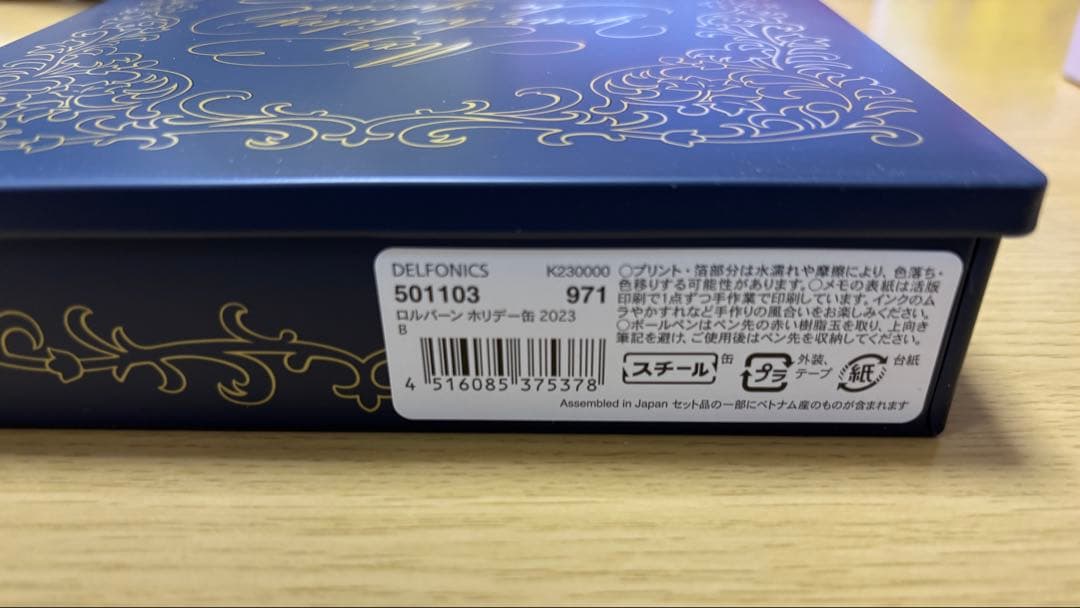 DELFONICS K230000
501103 971
ロルバーン ホリデー缶 2023
B
4 516085 375378
○プリント・箔部分は水濡れや摩擦により、色落ち・
色移りする可能性があります。○メモの表紙は活版
印刷で1点ずつ手作業で印刷しています。インクのム
ラやかすれなど手作りの風合いをお楽しみください。
○ボールペンはペン先の赤い樹脂玉を取り、上向き
筆記を避け、ご使用後はペン先を収納してください。
スチール 缶
プラ 外装、
テープ
紙 台紙
Assembled in Japan セット品の一部にベトナム産のものが含まれます